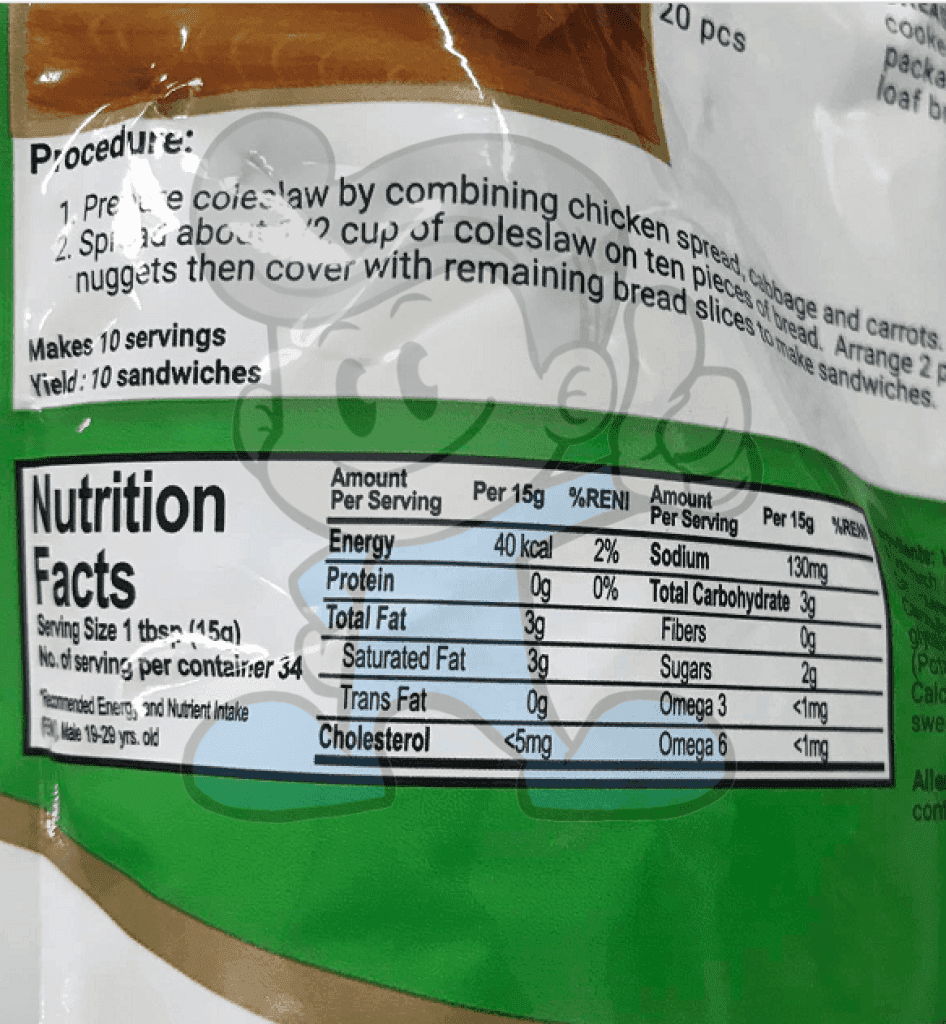 20 pcs
cooke
packa
loaf b
Procedure:
1. Prepare coleslaw by combining chicken spread, cabbage and carrots.
2. Spread about 1/2 cup of coleslaw on ten pieces of bread. Arrange 2 p
nuggets then cover with remaining bread slices to make sandwiches.
Makes 10 servings
Yield: 10 sandwiches
Nutrition
Facts
Serving Size 1 tbsp (15g)
No. of serving per container 34
Energy and Nutrient Intake
Male 19-29 yrs. old
Amount Per Serving Per 15g %RENI
Energy 40 kcal 2%
Protein 0g 0%
Total Fat 3g
Saturated Fat 3g
Trans Fat 0g
Cholesterol <5mg
Amount Per Serving Per 15g %RENI
Sodium 130mg
Total Carbohydrate 3g
Fibers 0g
Sugars 2g
Omega 3 <1mg
Omega 6 <1mg
(Po
Calc
swe
Alle
con